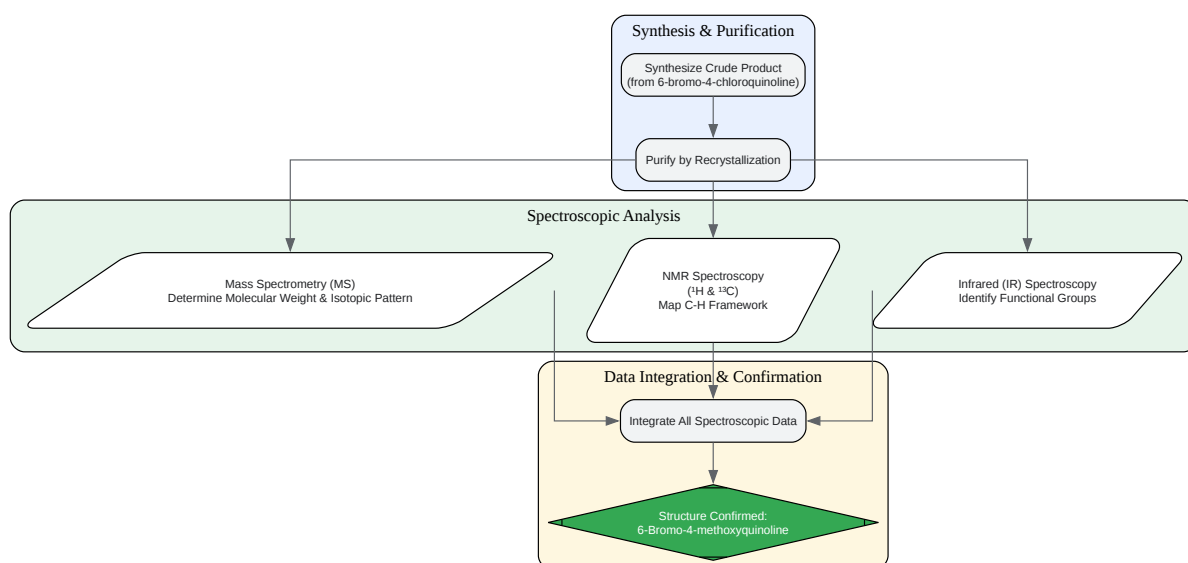 Synthesis & Purification
Synthesize Crude Product
(from 6-bromo-4-chloroquinoline)
Purify by Recrystallization
Spectroscopic Analysis
Mass Spectrometry (MS)
Determine Molecular Weight & Isotopic Pattern
NMR Spectroscopy
(¹H & ¹³C)
Map C-H Framework
Infrared (IR) Spectroscopy
Identify Functional Groups
Data Integration & Confirmation
Integrate All Spectroscopic Data
Structure Confirmed:
6-Bromo-4-methoxyquinoline